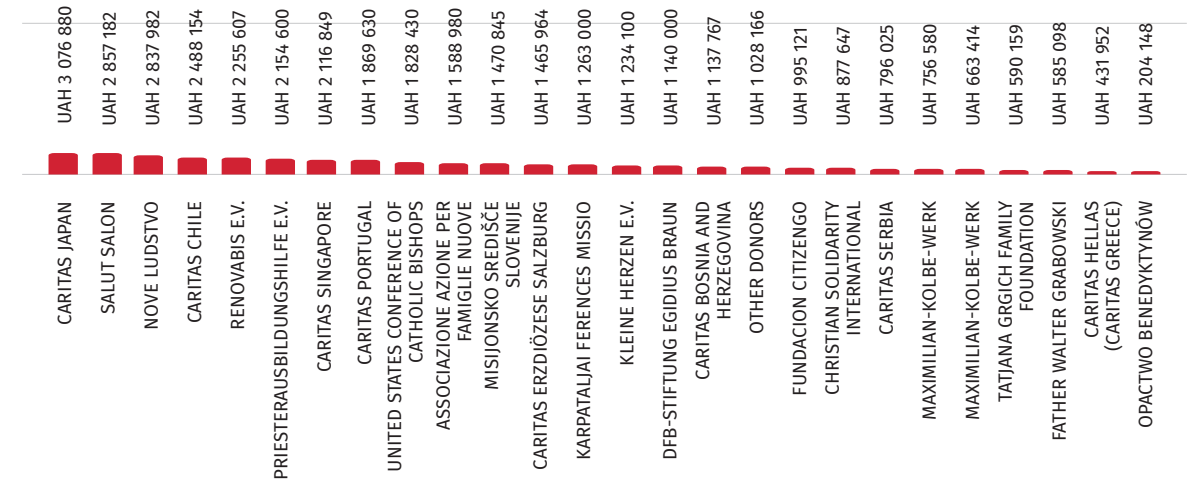 UAH 3 076 880
UAH 2 857 182
UAH 2 837 982
UAH 2 488 154
UAH 2 255 607
UAH 2 154 600
UAH 2 116 849
UAH 1 869 630
UAH 1 828 430
UAH 1 588 980
UAH 1 470 845
UAH 1 465 964
UAH 1 263 000
UAH 1 234 100
UAH 1 140 000
UAH 1 137 767
UAH 1 028 166
UAH 995 121
UAH 877 647
UAH 796 025
UAH 756 580
UAH 663 414
UAH 590 159
UAH 585 098
UAH 431 952
UAH 204 148
CARITAS JAPAN
SALUT SALON
NOVE LUDSTVO
CARITAS CHILE
RENOVABIS E.V.
PRIESTERAUSBILDUNGSHILFE E.V.
CARITAS SINGAPORE
CARITAS PORTUGAL
UNITED STATES CONFERENCE OF
CATHOLIC BISHOPS
ASSOCIAZIONE AZIONE PER
FAMIGLIE NUOVE
MISIJONSKO SREDIŠČE
SLOVENIJE
CARITAS ERZDIÖZESE SALZBURG
KARPATALJAI FERENCES MISSIO
KLEINE HERZEN E.V.
DFB-STIFTUNG EGIDIUS BRAUN
CARITAS BOSNIA AND
HERZEGOVINA
OTHER DONORS
FUNDACION CITIZENGO
CHRISTIAN SOLIDARITY
INTERNATIONAL
CARITAS SERBIA
MAXIMILIAN-KOLBE-WERK
MAXIMILIAN-KOLBE-WERK
TATJANA GRGICH FAMILY
FOUNDATION
FATHER WALTER GRABOWSKI
CARITAS HELLAS
(CARITAS GREECE)
OPACTWO BENEDYKTYNÓW